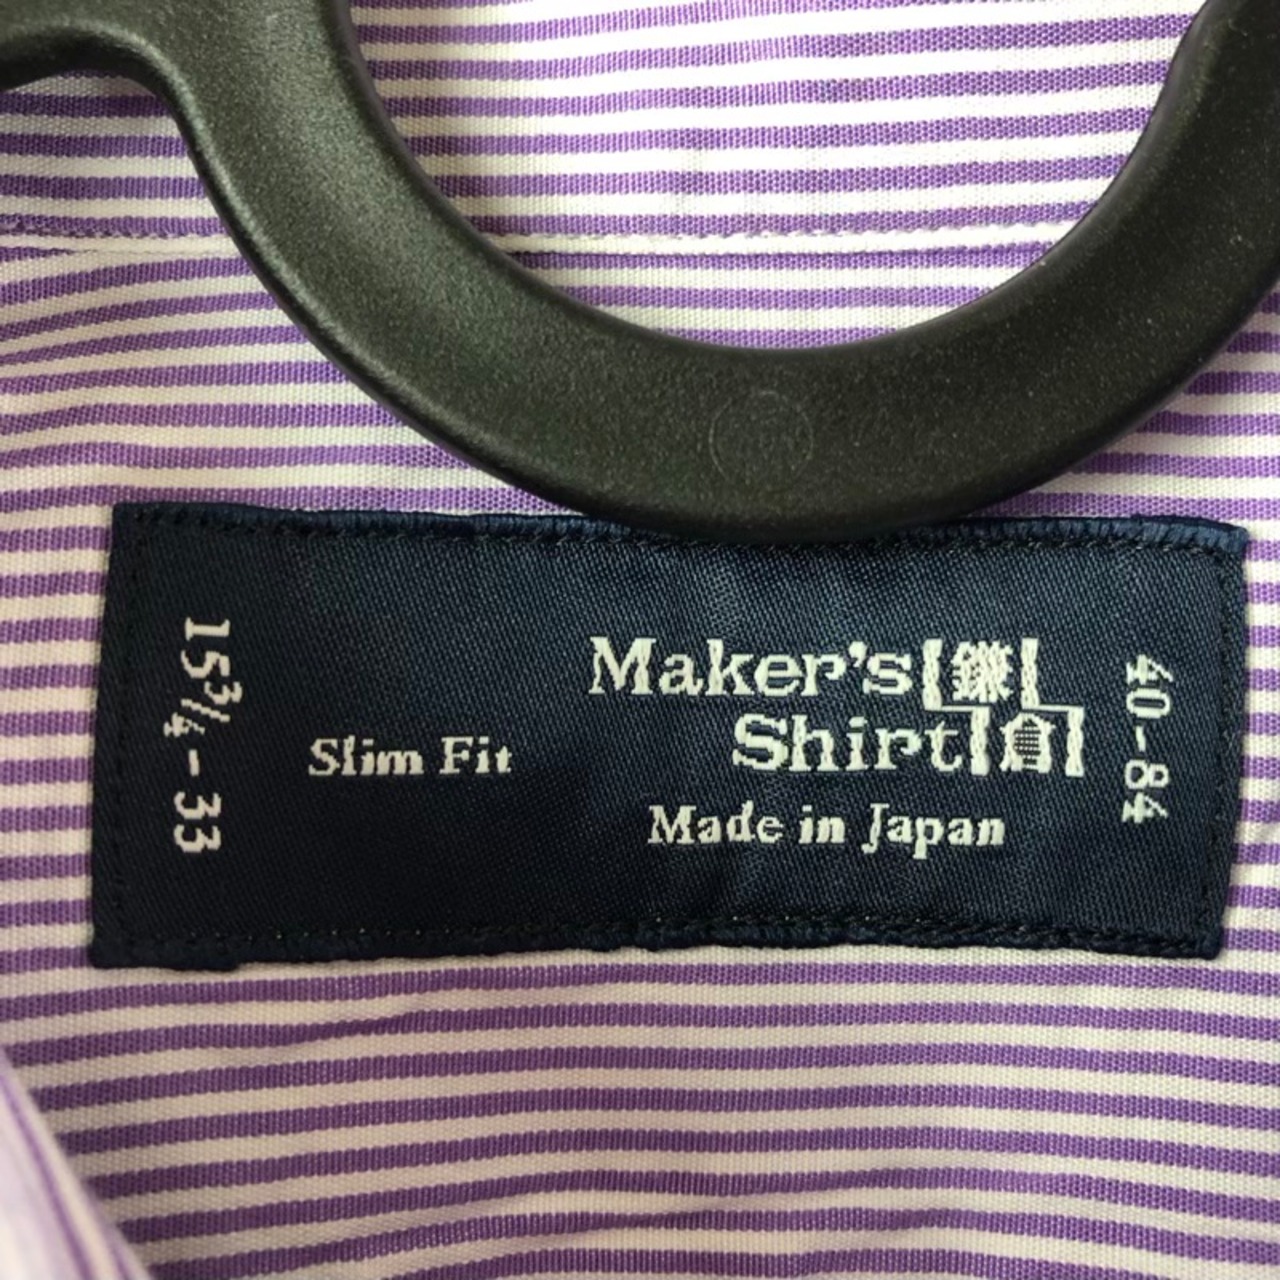 15¾-33
Slim Fit
Maker's 鎌
Shirt 倉
Made in Japan
40-84